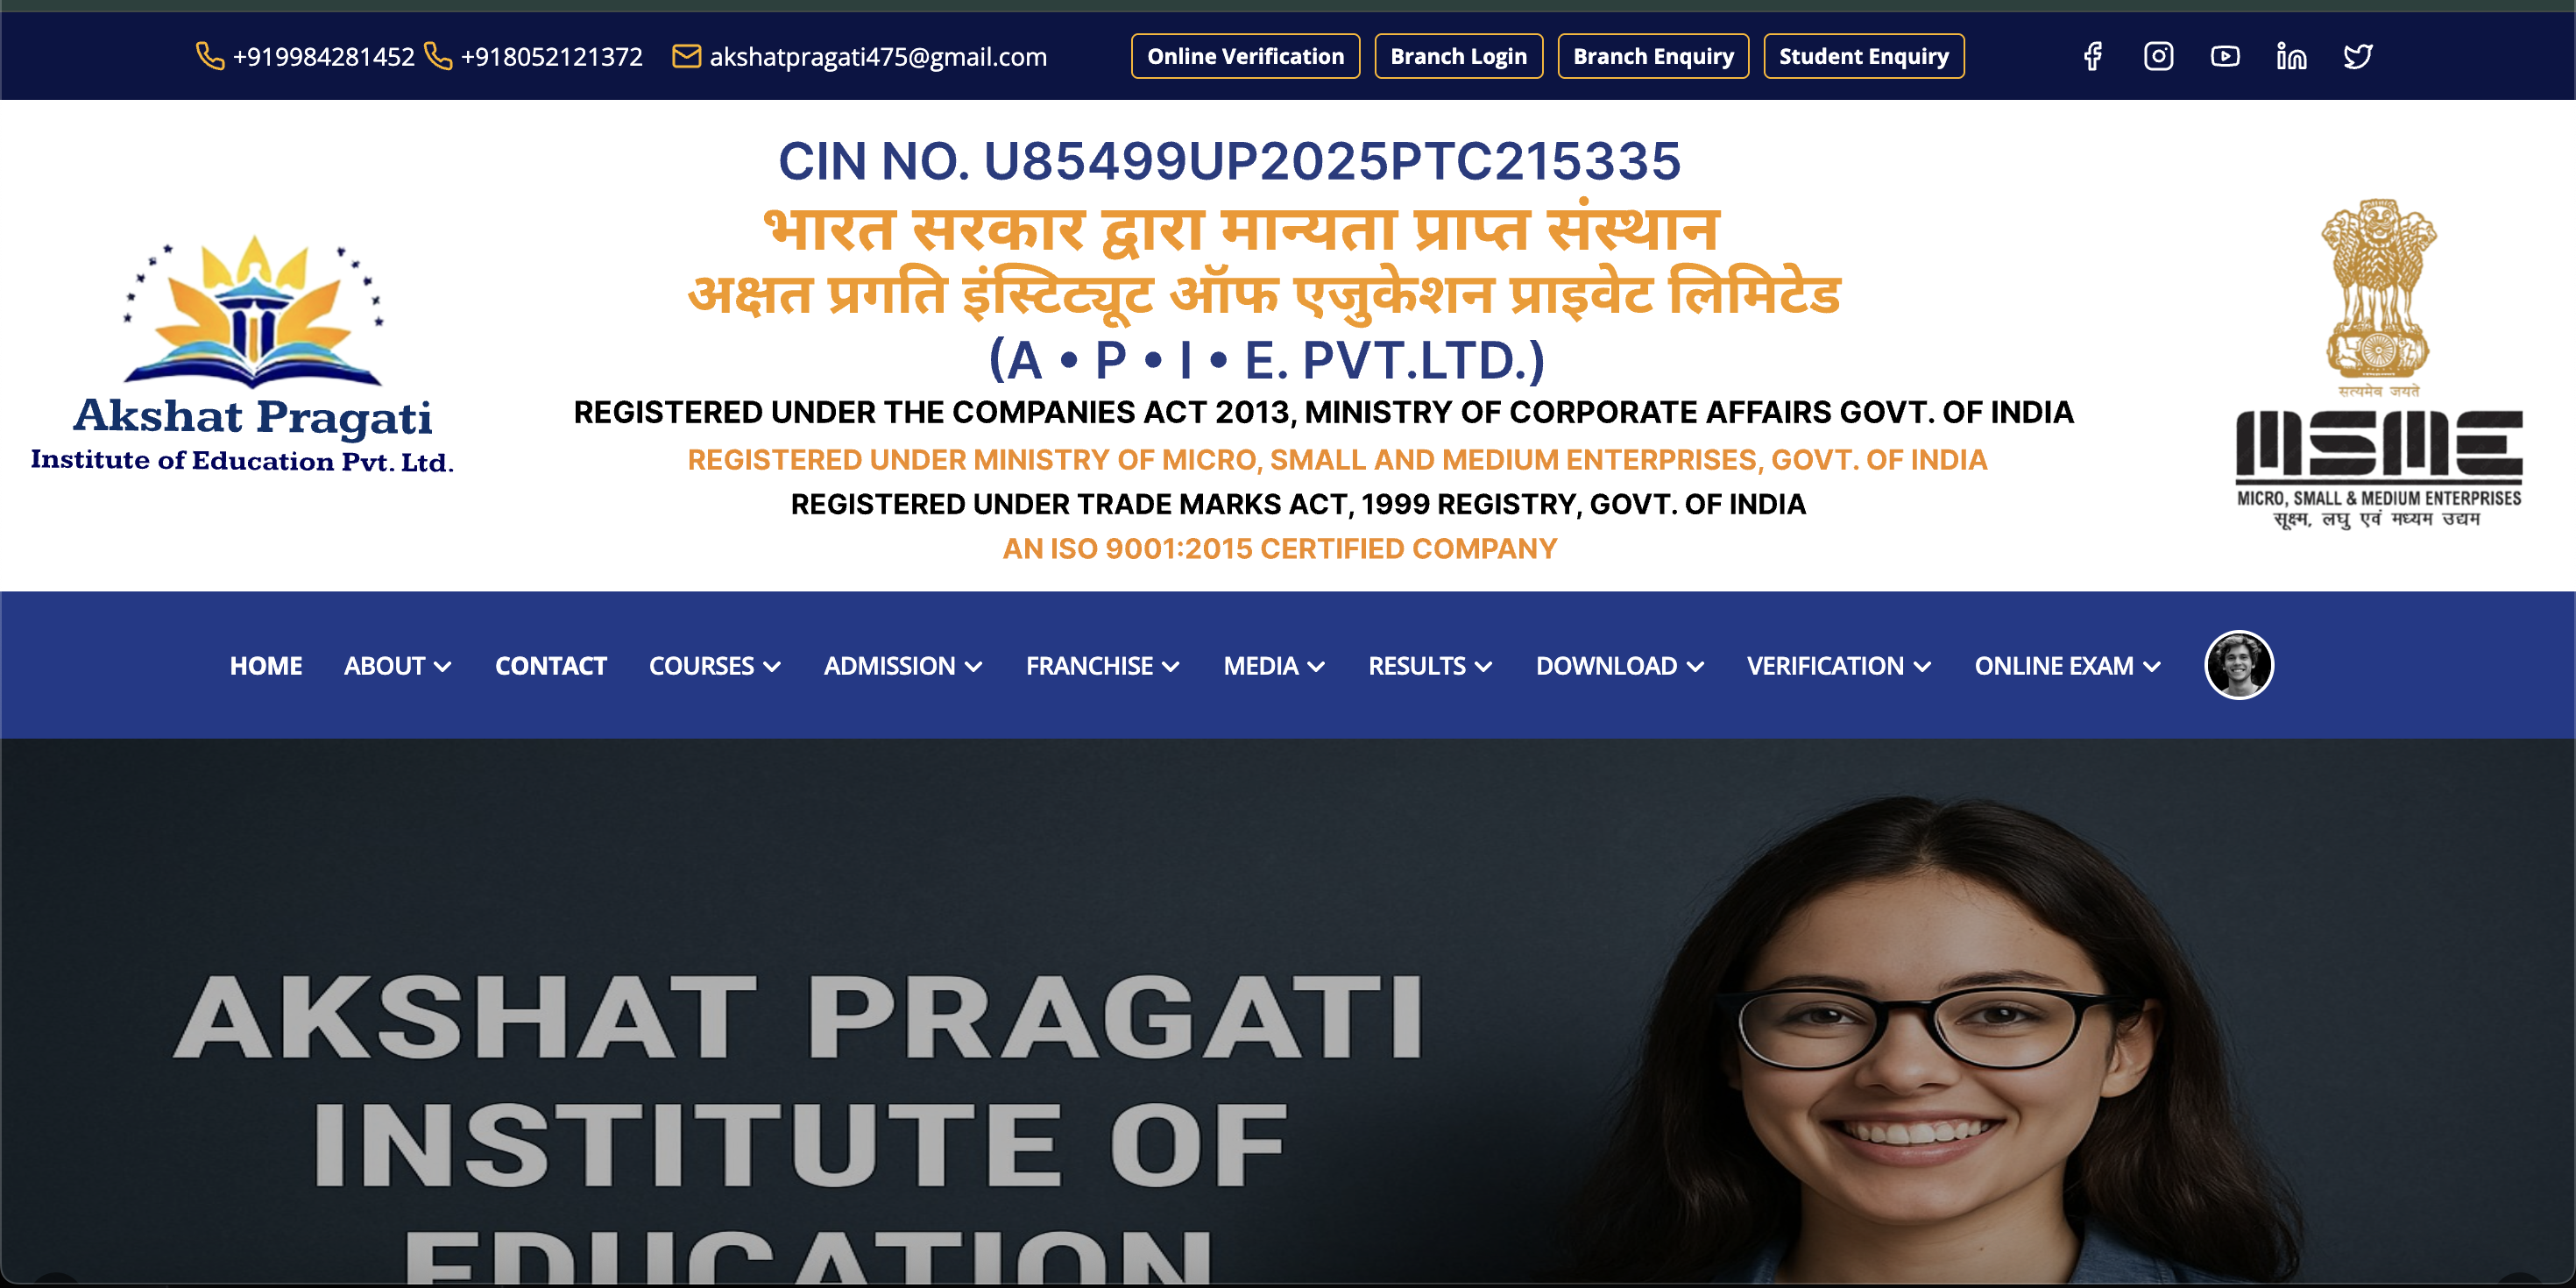 +919984281452 +918052121372 akshatpragati475@gmail.com Online Verification Branch Login Branch Enquiry Student Enquiry
CIN NO. U85499UP2025PTC215335
भारत सरकार द्वारा मान्यता प्राप्त संस्थान
अक्षत प्रगति इंस्टिट्यूट ऑफ एजुकेशन प्राइवेट लिमिटेड
(A • P • I • E. PVT.LTD.)
REGISTERED UNDER THE COMPANIES ACT 2013, MINISTRY OF CORPORATE AFFAIRS GOVT. OF INDIA
REGISTERED UNDER MINISTRY OF MICRO, SMALL AND MEDIUM ENTERPRISES, GOVT. OF INDIA
REGISTERED UNDER TRADE MARKS ACT, 1999 REGISTRY, GOVT. OF INDIA
AN ISO 9001:2015 CERTIFIED COMPANY
Akshat Pragati
Institute of Education Pvt. Ltd.
सत्यमेव जयते
MSME
MICRO, SMALL & MEDIUM ENTERPRISES
सूक्ष्म, लघु एवं मध्यम उद्यम
HOME ABOUT CONTACT COURSES ADMISSION FRANCHISE MEDIA RESULTS DOWNLOAD VERIFICATION ONLINE EXAM
AKSHAT PRAGATI
INSTITUTE OF
EDUCATION